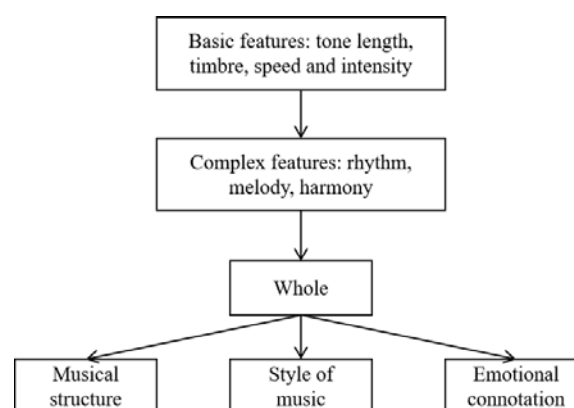 Basic features: tone length,
timbre, speed and intensity
Complex features: rhythm,
melody, harmony
Whole
Musical
structure
Style of
music
Emotional
connotation